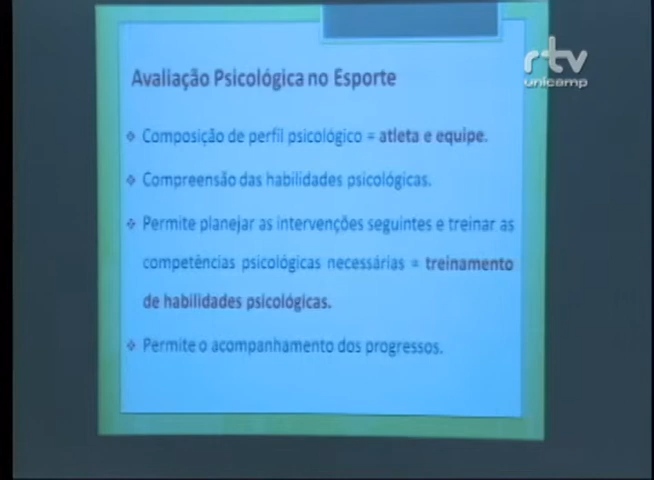 rtv
unicamp
Avaliação Psicológica no Esporte
❖ Composição de perfil psicológico = atleta e equipe.
❖ Compreensão das habilidades psicológicas.
❖ Permite planejar as intervenções seguintes e treinar as
competências psicológicas necessárias = treinamento
de habilidades psicológicas.
❖ Permite o acompanhamento dos progressos.